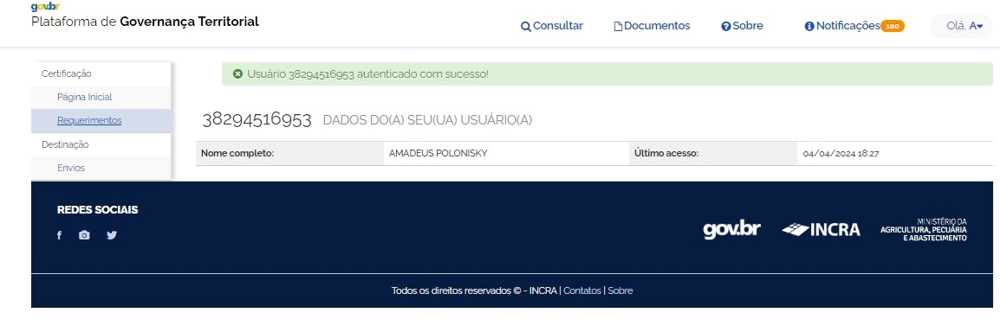 gov.br
Plataforma de Governança Territorial
Consultar Documentos Sobre Notificações 100 Olá, A
Certificação
Página Inicial
Requerimentos
Destinação
Envios
Usuário 38294516953 autenticado com sucesso!
38294516953 DADOS DO(A) SEU(UA) USUÁRIO(A)
Nome completo: AMADEUS POLONISKY Último acesso: 04/04/2024 18:27
REDES SOCIAIS
gov.br INCRA
MINISTÉRIO DA
AGRICULTURA, PECUÁRIA
E ABASTECIMENTO
Todos os direitos reservados © - INCRA | Contatos | Sobre